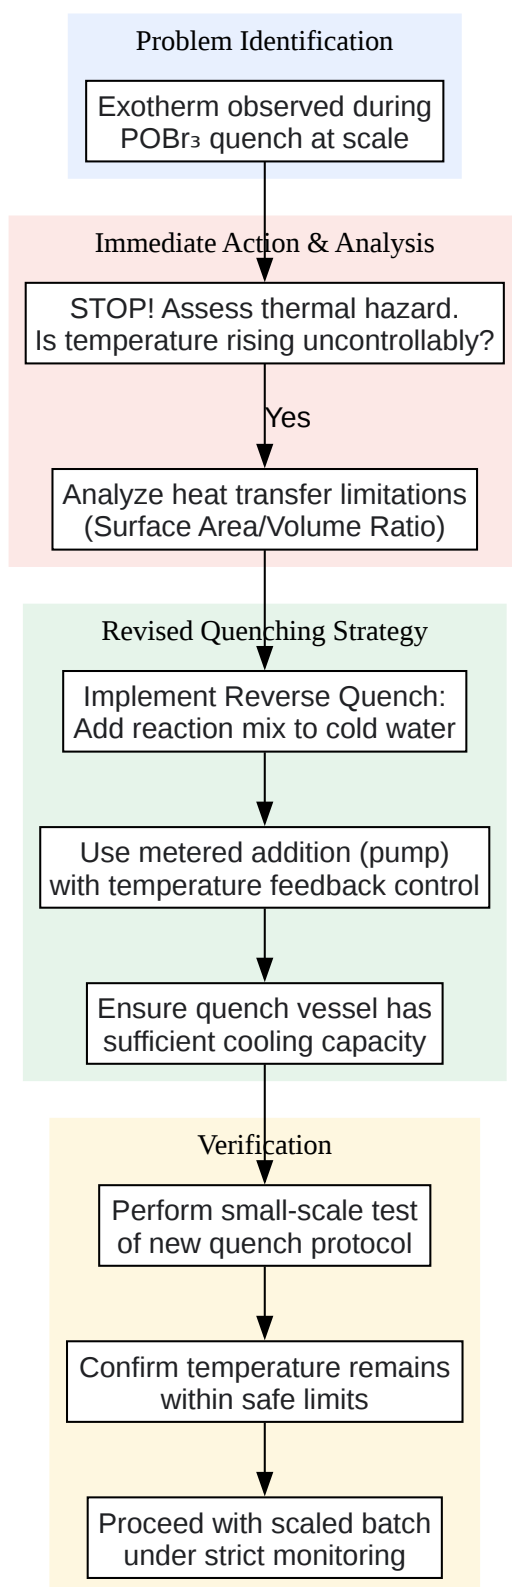 Problem Identification
Exotherm observed during
POBr₃ quench at scale
Immediate Action & Analysis
STOP! Assess thermal hazard.
Is temperature rising uncontrollably?
Yes
Analyze heat transfer limitations
(Surface Area/Volume Ratio)
Revised Quenching Strategy
Implement Reverse Quench:
Add reaction mix to cold water
Use metered addition (pump)
with temperature feedback control
Ensure quench vessel has
sufficient cooling capacity
Verification
Perform small-scale test
of new quench protocol
Confirm temperature remains
within safe limits
Proceed with scaled batch
under strict monitoring